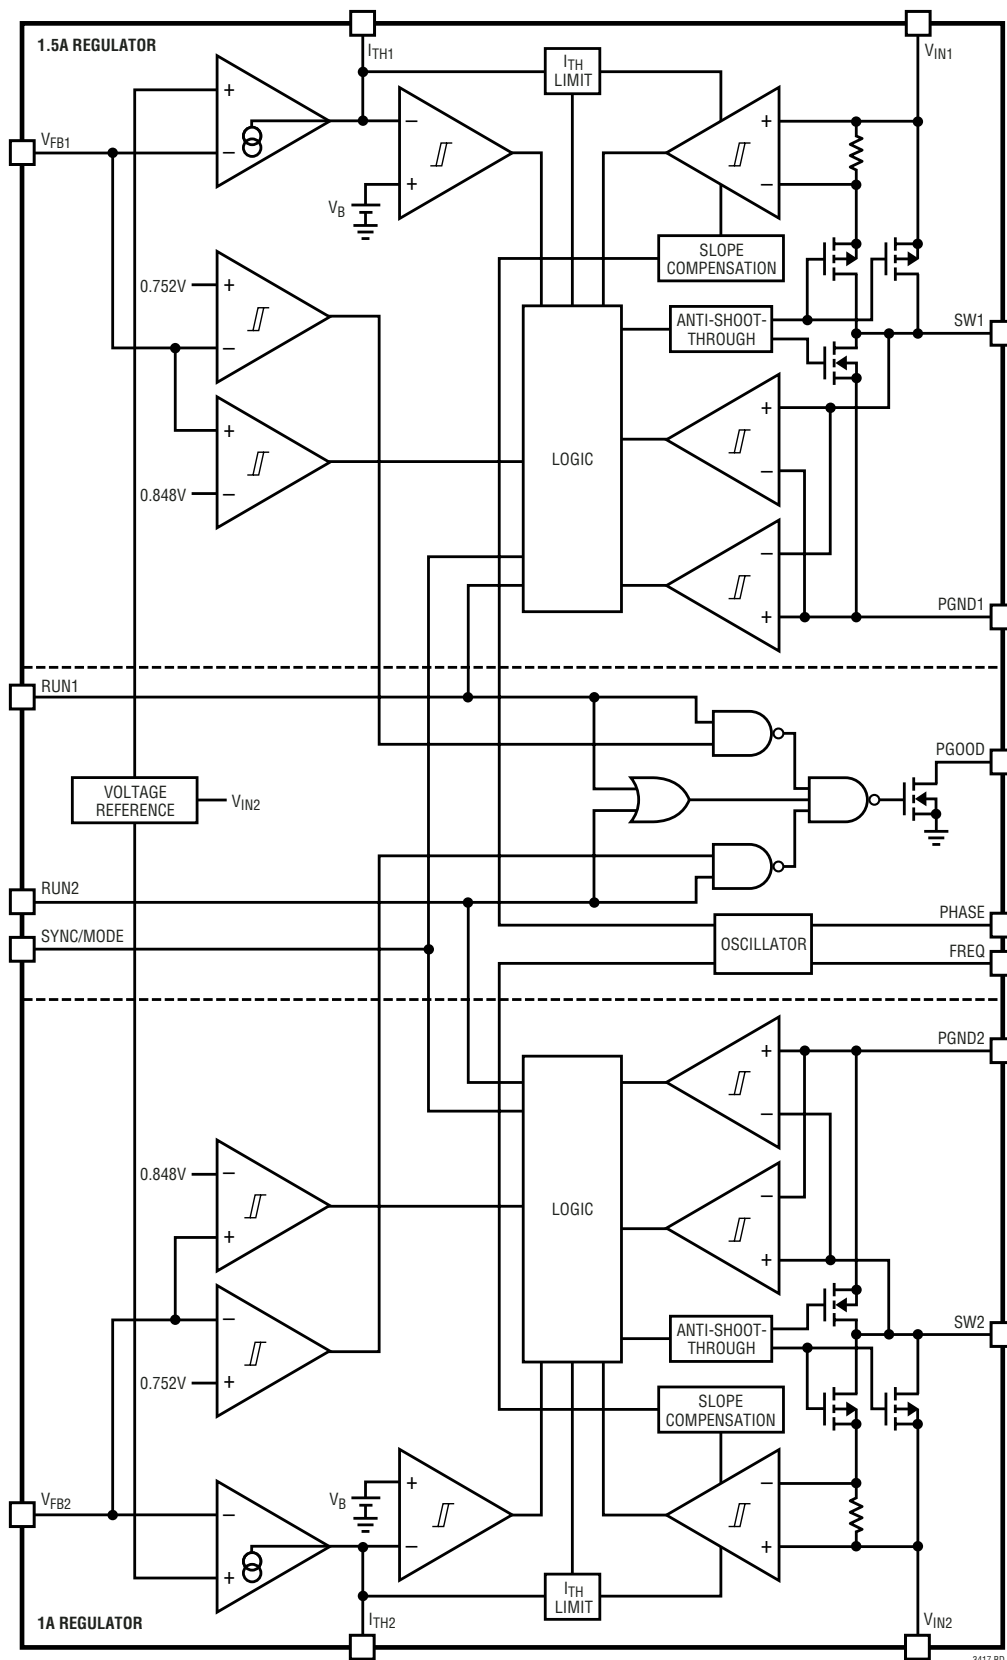 1.5A REGULATOR
ITH1
VIN1
ITH
LIMIT
+
+
−
VFB1
−
−
+
VB
SLOPE
COMPENSATION
0.752V
+
ANTI-SHOOT-
THROUGH
SW1
−
+
+
LOGIC
−
0.848V
−
−
+
PGND1
RUN1
PGOOD
VOLTAGE
REFERENCE
VIN2
RUN2
PHASE
SYNC/MODE
OSCILLATOR
FREQ
PGND2
+
−
0.848V
−
−
LOGIC
+
+
−
SW2
ANTI-SHOOT-
THROUGH
0.752V
+
SLOPE
COMPENSATION
+
−
VB
VFB2
−
−
+
+
ITH
LIMIT
1A REGULATOR
ITH2
VIN2
3417 BD